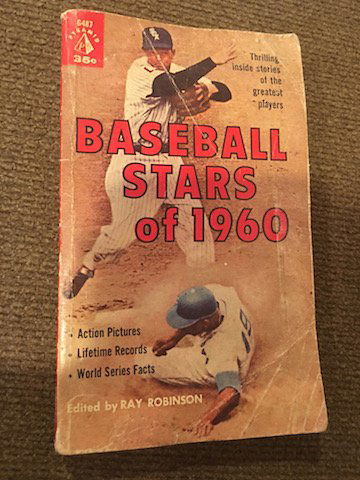 G487
PYRAMID
P
35¢
Thrilling
inside stories
of the
greatest
players
BASEBALL
STARS
of 1960
• Action Pictures
• Lifetime Records
• World Series Facts
Edited by RAY ROBINSON